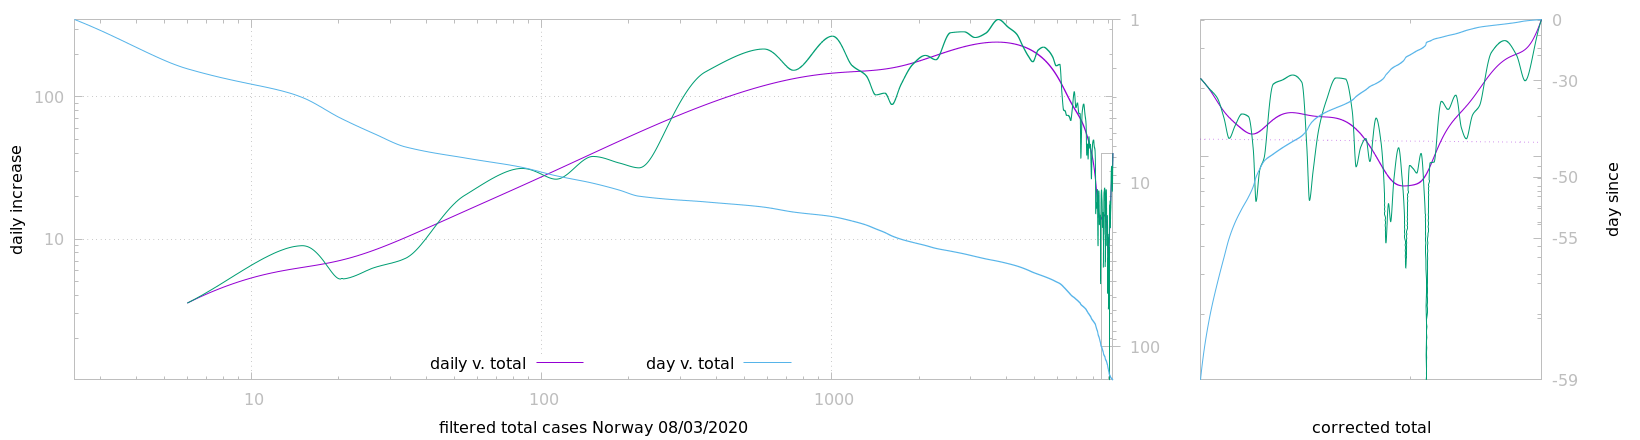 daily increase
100
10
10
100
1000
1
10
100
daily v. total
day v. total
filtered total cases Norway 08/03/2020
0
-30
-50
-55
-59
day since
corrected total